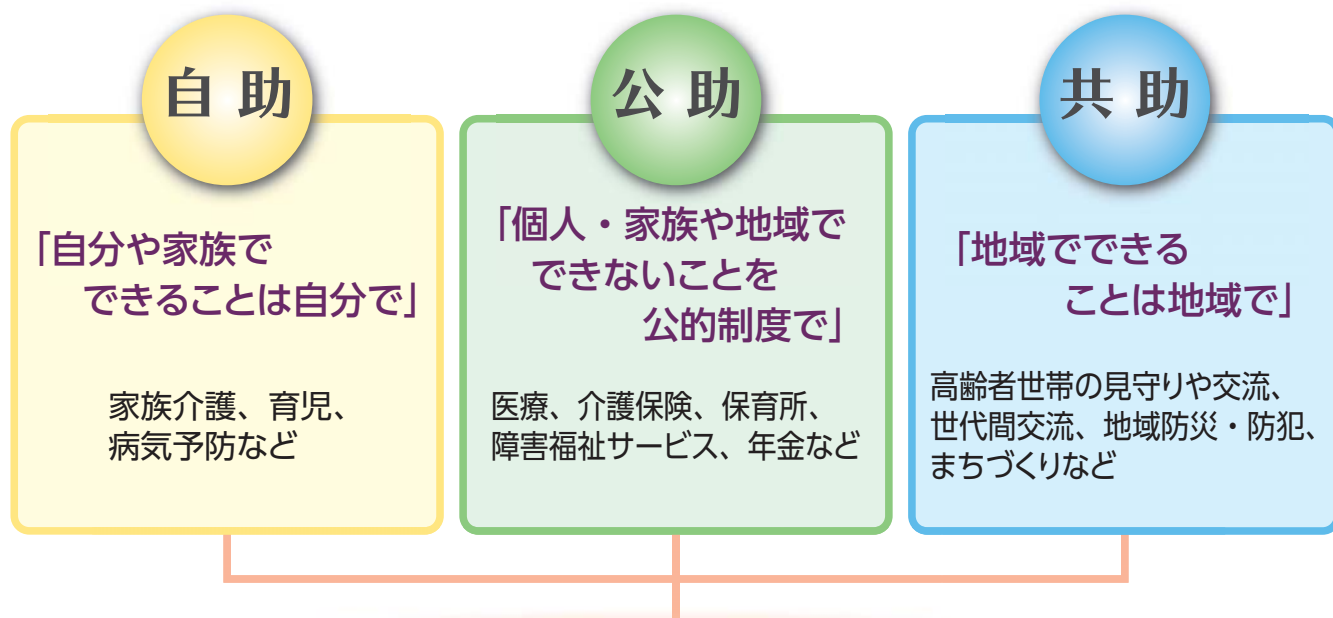 自助
「自分や家族で
できることは自分で」
家族介護、育児、
病気予防など
公助
「個人・家族や地域で
できないことを
公的制度で」
医療、介護保険、保育所、
障害福祉サービス、年金など
共助
「地域でできる
ことは地域で」
高齢者世帯の見守りや交流、
世代間交流、地域防災・防犯、
まちづくりなど